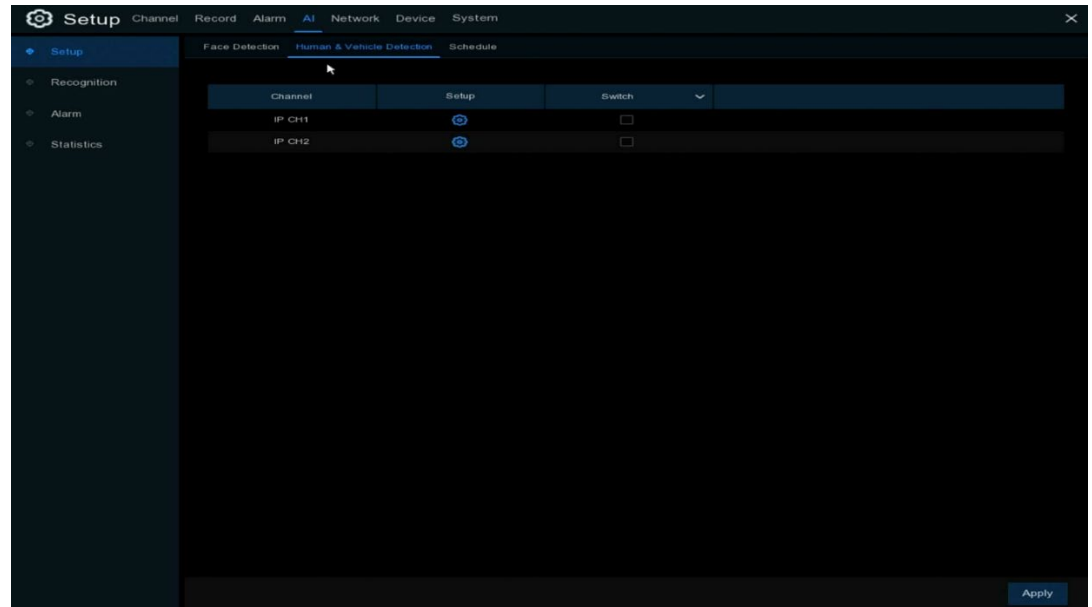 Setup Channel Record Alarm AI Network Device System
Setup
Recognition
Alarm
Statistics
Face Detection Human & Vehicle Detection Schedule
Channel Setup Switch
IP CH1
IP CH2
Apply